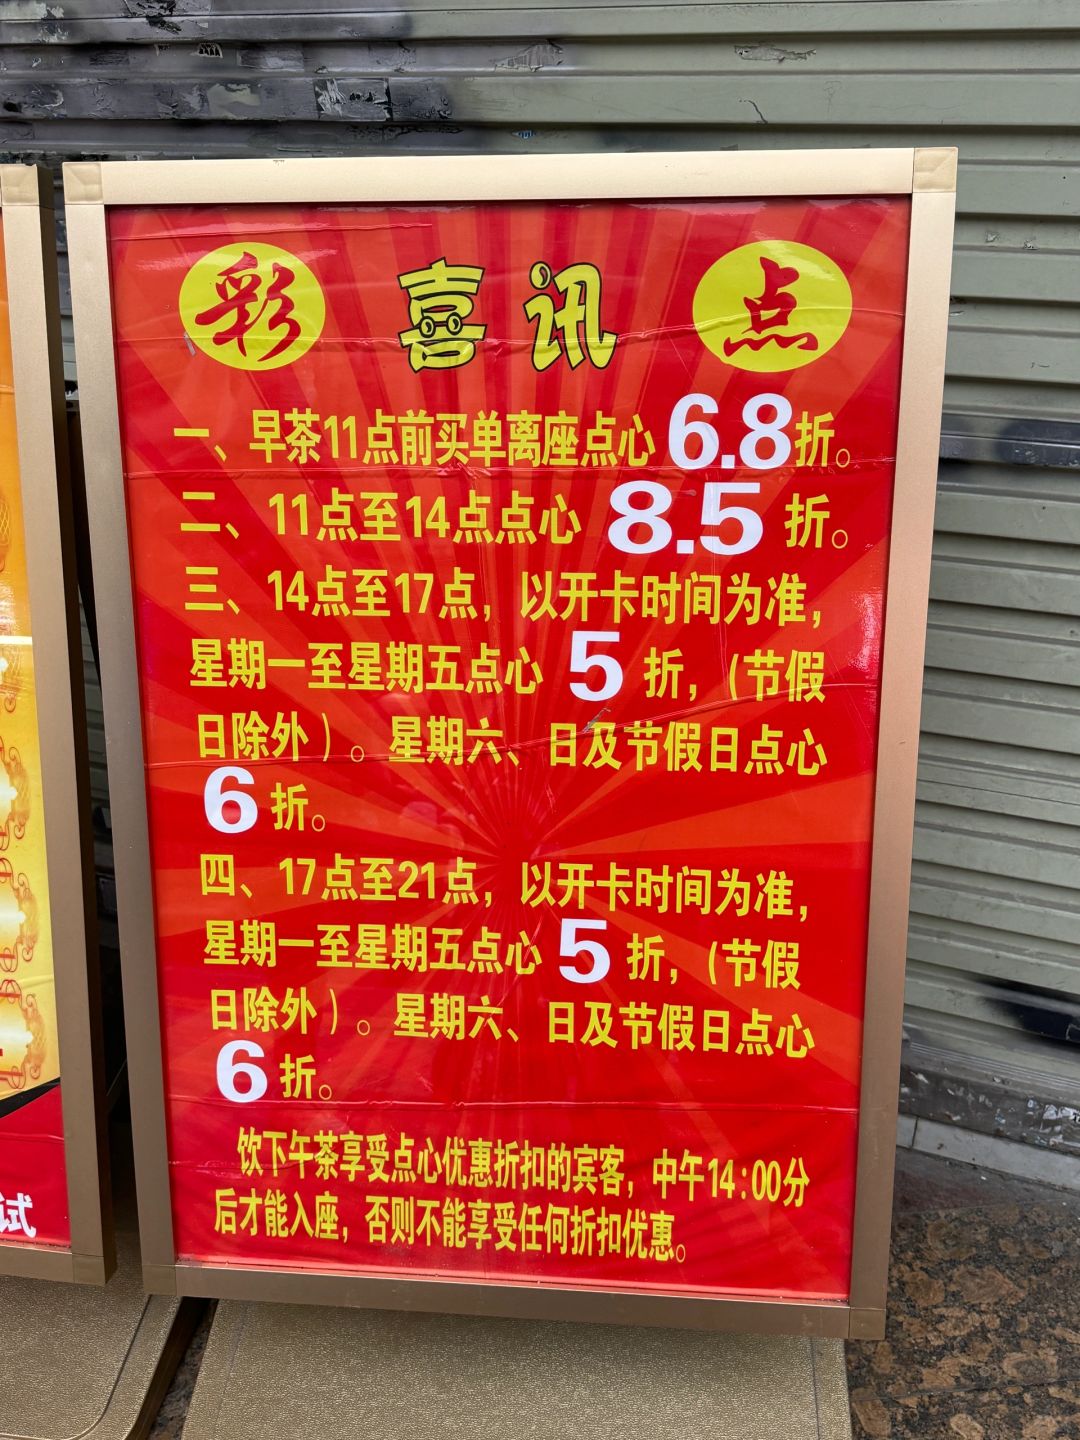 彩 喜讯 点
一、早茶11点前买单离座点心6.8折。
二、11点至14点点心 8.5 折。
三、14点至17点，以开卡时间为准，
星期一至星期五点心 5 折，（节假
日除外）。星期六、日及节假日点心
6 折。
四、17点至21点，以开卡时间为准，
星期一至星期五点心 5 折，（节假
日除外）。星期六、日及节假日点心
6 折。
饮下午茶享受点心优惠折扣的宾客，中午14:00分
后才能入座，否则不能享受任何折扣优惠。
试